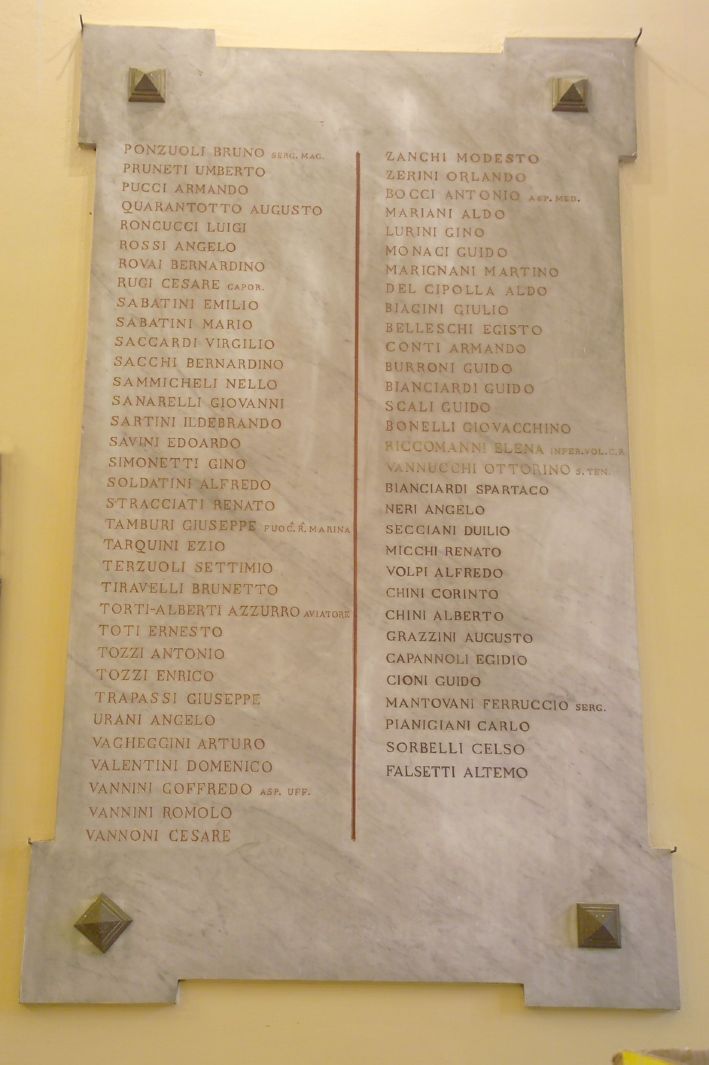 PONZUOLI BRUNO SERG. MAG.
PRUNETI UMBERTO
PUCCI ARMANDO
QUARANTOTTO AUGUSTO
RONCUCCI LUIGI
ROSSI ANGELO
ROVAI BERNARDINO
RUGI CESARE CAPOR.
SABATINI EMILIO
SABATINI MARIO
SACCARDI VIRGILIO
SACCHI BERNARDINO
SAMMICHELI NELLO
SANARELLI GIOVANNI
SARTINI ILDEBRANDO
SAVINI EDOARDO
SIMONETTI GINO
SOLDATINI ALFREDO
STRACCIATI RENATO
TAMBURI GIUSEPPE FUOC. R. MARINA
TARQUINI EZIO
TERZUOLI SETTIMIO
TIRAVELLI BRUNETTO
TORTI-ALBERTI AZZURRO AVIATORE
TOTI ERNESTO
TOZZI ANTONIO
TOZZI ENRICO
TRAPASSI GIUSEPPE
URANI ANGELO
VAGHEGGINI ARTURO
VALENTINI DOMENICO
VANNINI GOFFREDO ASP. UFF.
VANNINI ROMOLO
VANNONI CESARE
ZANCHI MODESTO
ZERINI ORLANDO
BOCCI ANTONIO ASP. MED.
MARIANI ALDO
LURINI GINO
MONACI GUIDO
MARIGNANI MARTINO
DEL CIPOLLA ALDO
BIAGINI GIULIO
BELLESCHI EGISTO
CONTI ARMANDO
BURRONI GUIDO
BIANCIARDI GUIDO
SCALI GUIDO
BONELLI GIOVACCHINO
RICCOMANNI ELENA INFER. VOL. C.R.
VANNUCCHI OTTORINO S. TEN.
BIANCIARDI SPARTACO
NERI ANGELO
SECCIANI DUILIO
MICCHI RENATO
VOLPI ALFREDO
CHINI CORINTO
CHINI ALBERTO
GRAZZINI AUGUSTO
CAPANNOLI EGIDIO
CIONI GUIDO
MANTOVANI FERRUCCIO SERG.
PIANIGIANI CARLO
SORBELLI CELSO
FALSETTI ALTEMO